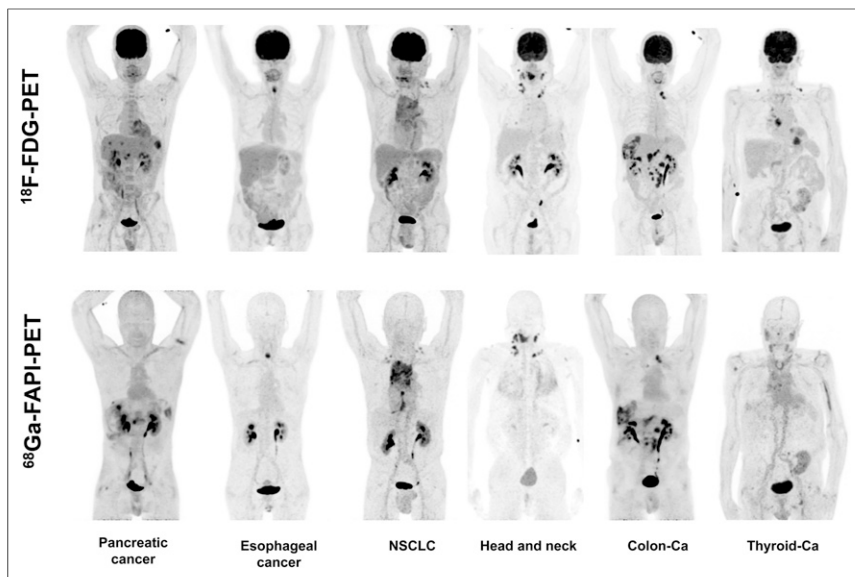 ¹⁸F-FDG-PET
⁶⁸Ga-FAPI-PET
Pancreatic
cancer
Esophageal
cancer
NSCLC
Head and neck
Colon-Ca
Thyroid-Ca